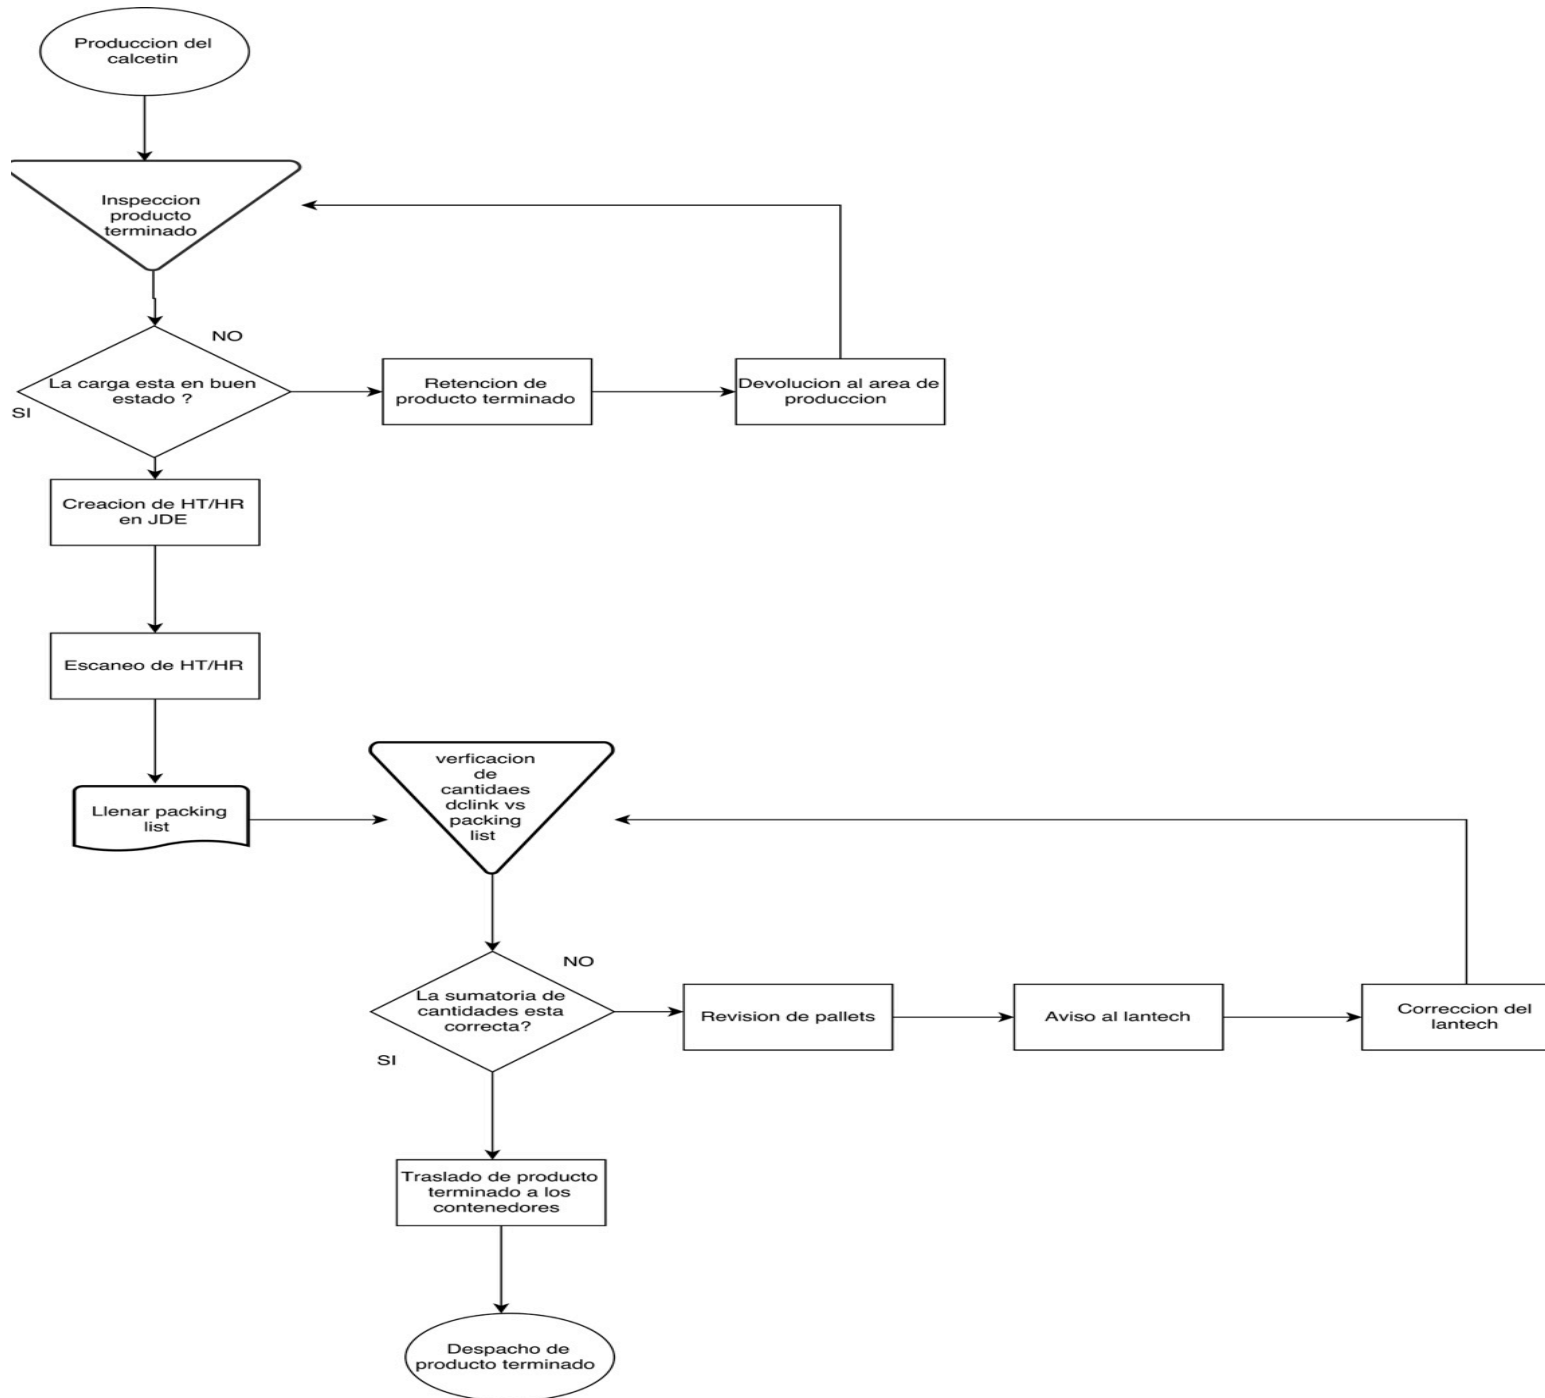 Produccion del
calcetin
Inspeccion
producto
terminado
NO
La carga esta en buen
estado ?
SI
Retencion de
producto terminado
Devolucion al area de
produccion
Creacion de HT/HR
en JDE
Escaneo de HT/HR
Llenar packing
list
verficacion
de
cantidaes
dclink vs
packing
list
NO
La sumatoria de
cantidades esta
correcta?
SI
Revision de pallets
Aviso al lantech
Correccion del
lantech
Traslado de producto
terminado a los
contenedores
Despacho de
producto terminado